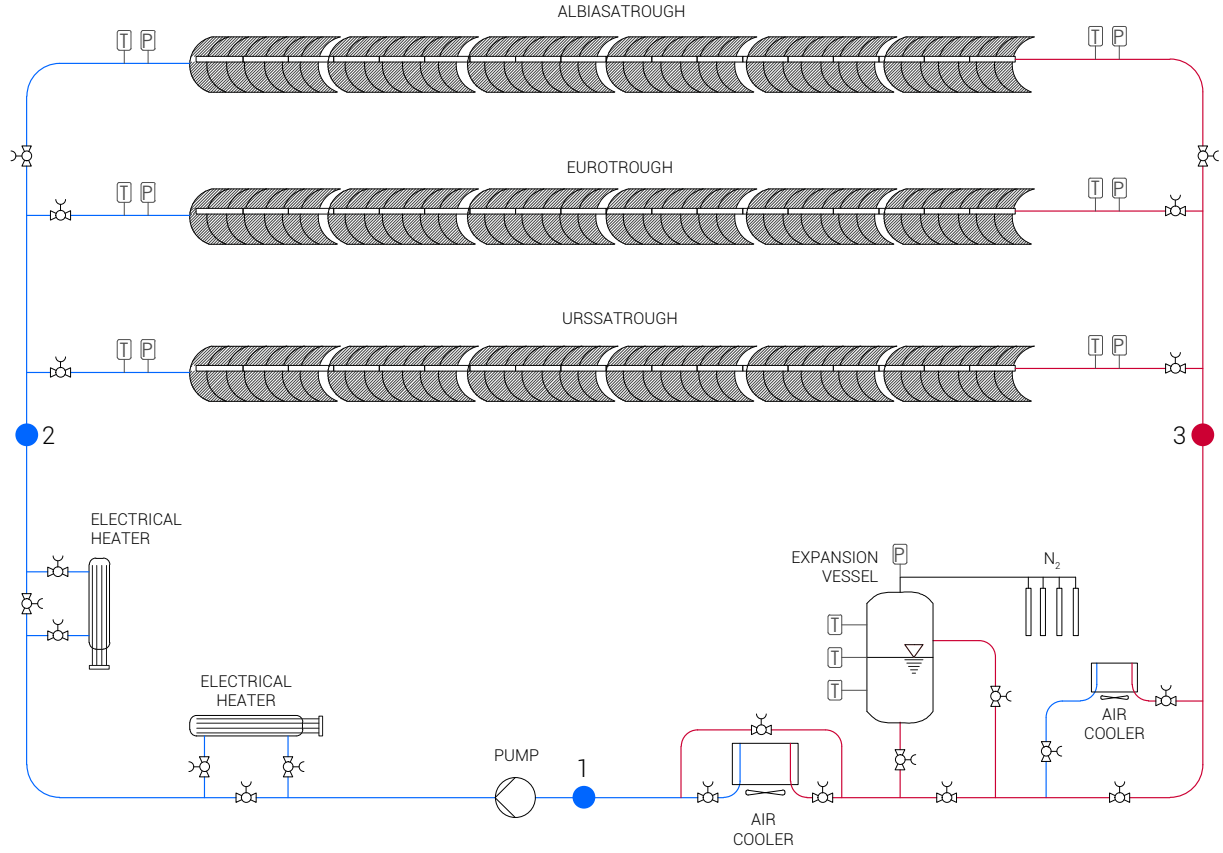 ALBIASATROUGH
T P
T P
EUROTROUGH
T P
T P
URSSATROUGH
T P
T P
2
3
ELECTRICAL
HEATER
EXPANSION
VESSEL
P
N₂
T
T
T
ELECTRICAL
HEATER
AIR
COOLER
PUMP
1
AIR
COOLER